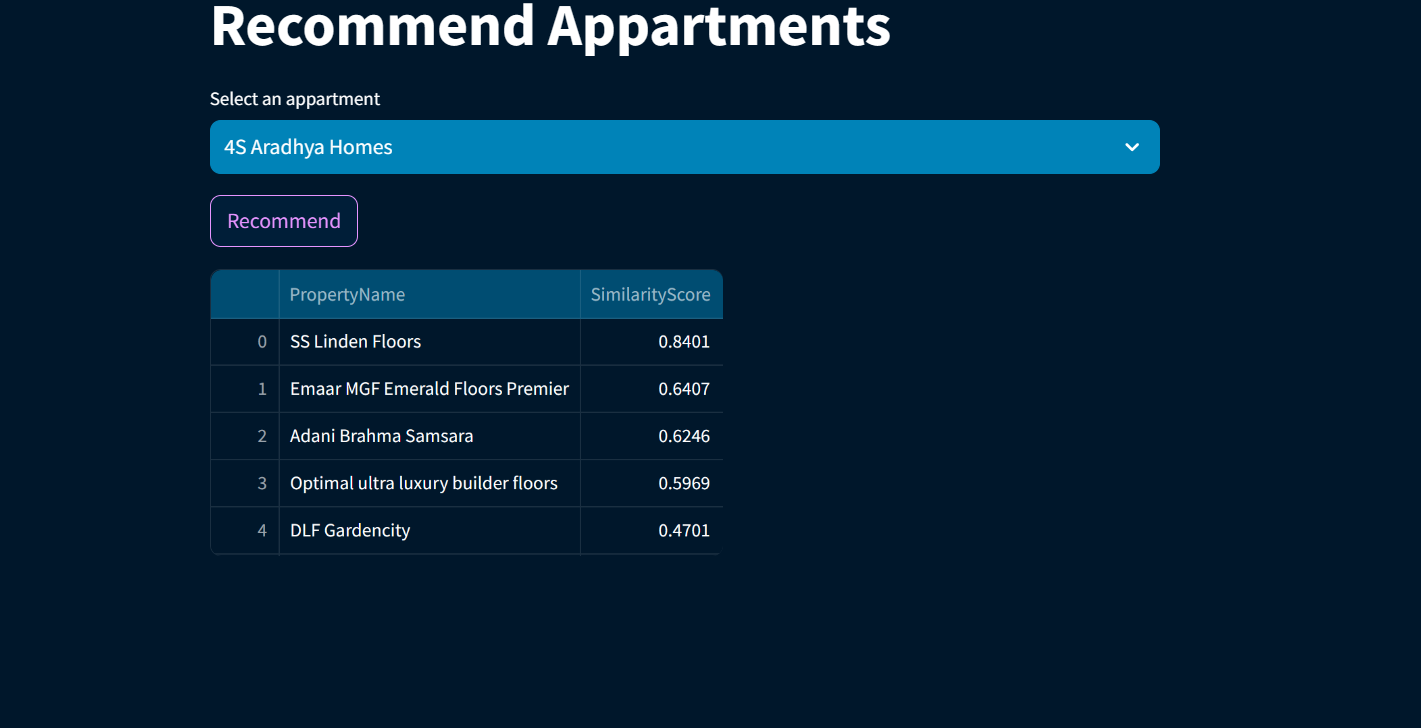 Recommend Appartments
Select an appartment
4S Aradhya Homes
Recommend
PropertyName SimilarityScore
0 SS Linden Floors 0.8401
1 Emaar MGF Emerald Floors Premier 0.6407
2 Adani Brahma Samsara 0.6246
3 Optimal ultra luxury builder floors 0.5969
4 DLF Gardencity 0.4701